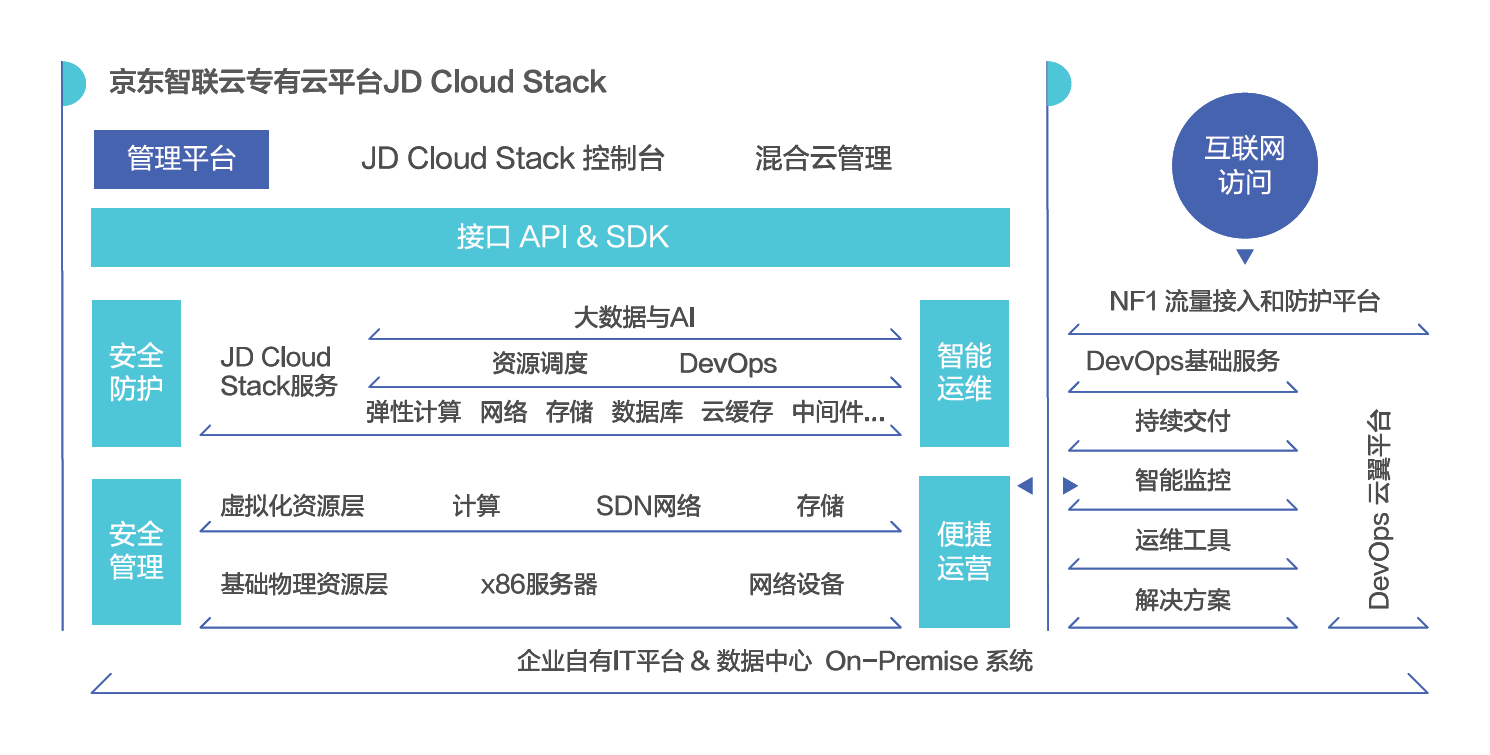 京东智联云专有云平台JD Cloud Stack
管理平台
JD Cloud Stack 控制台
混合云管理
接口 API & SDK
安全
防护
JD Cloud
Stack服务
大数据与AI
资源调度
DevOps
弹性计算
网络
存储
数据库
云缓存
中间件...
智能
运维
安全
管理
虚拟化资源层
计算
SDN网络
存储
基础物理资源层
x86服务器
网络设备
便捷
运营
互联网
访问
NF1 流量接入和防护平台
DevOps基础服务
持续交付
智能监控
运维工具
解决方案
DevOps 云翼平台
企业自有IT平台 & 数据中心 On-Premise 系统